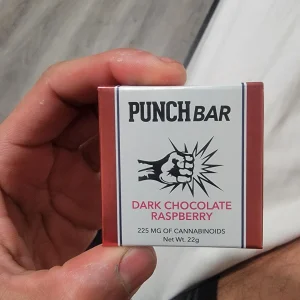 PUNCH BAR
DARK CHOCOLATE
RASPBERRY
225 MG OF CANNABINOIDS
Net Wt. 22g